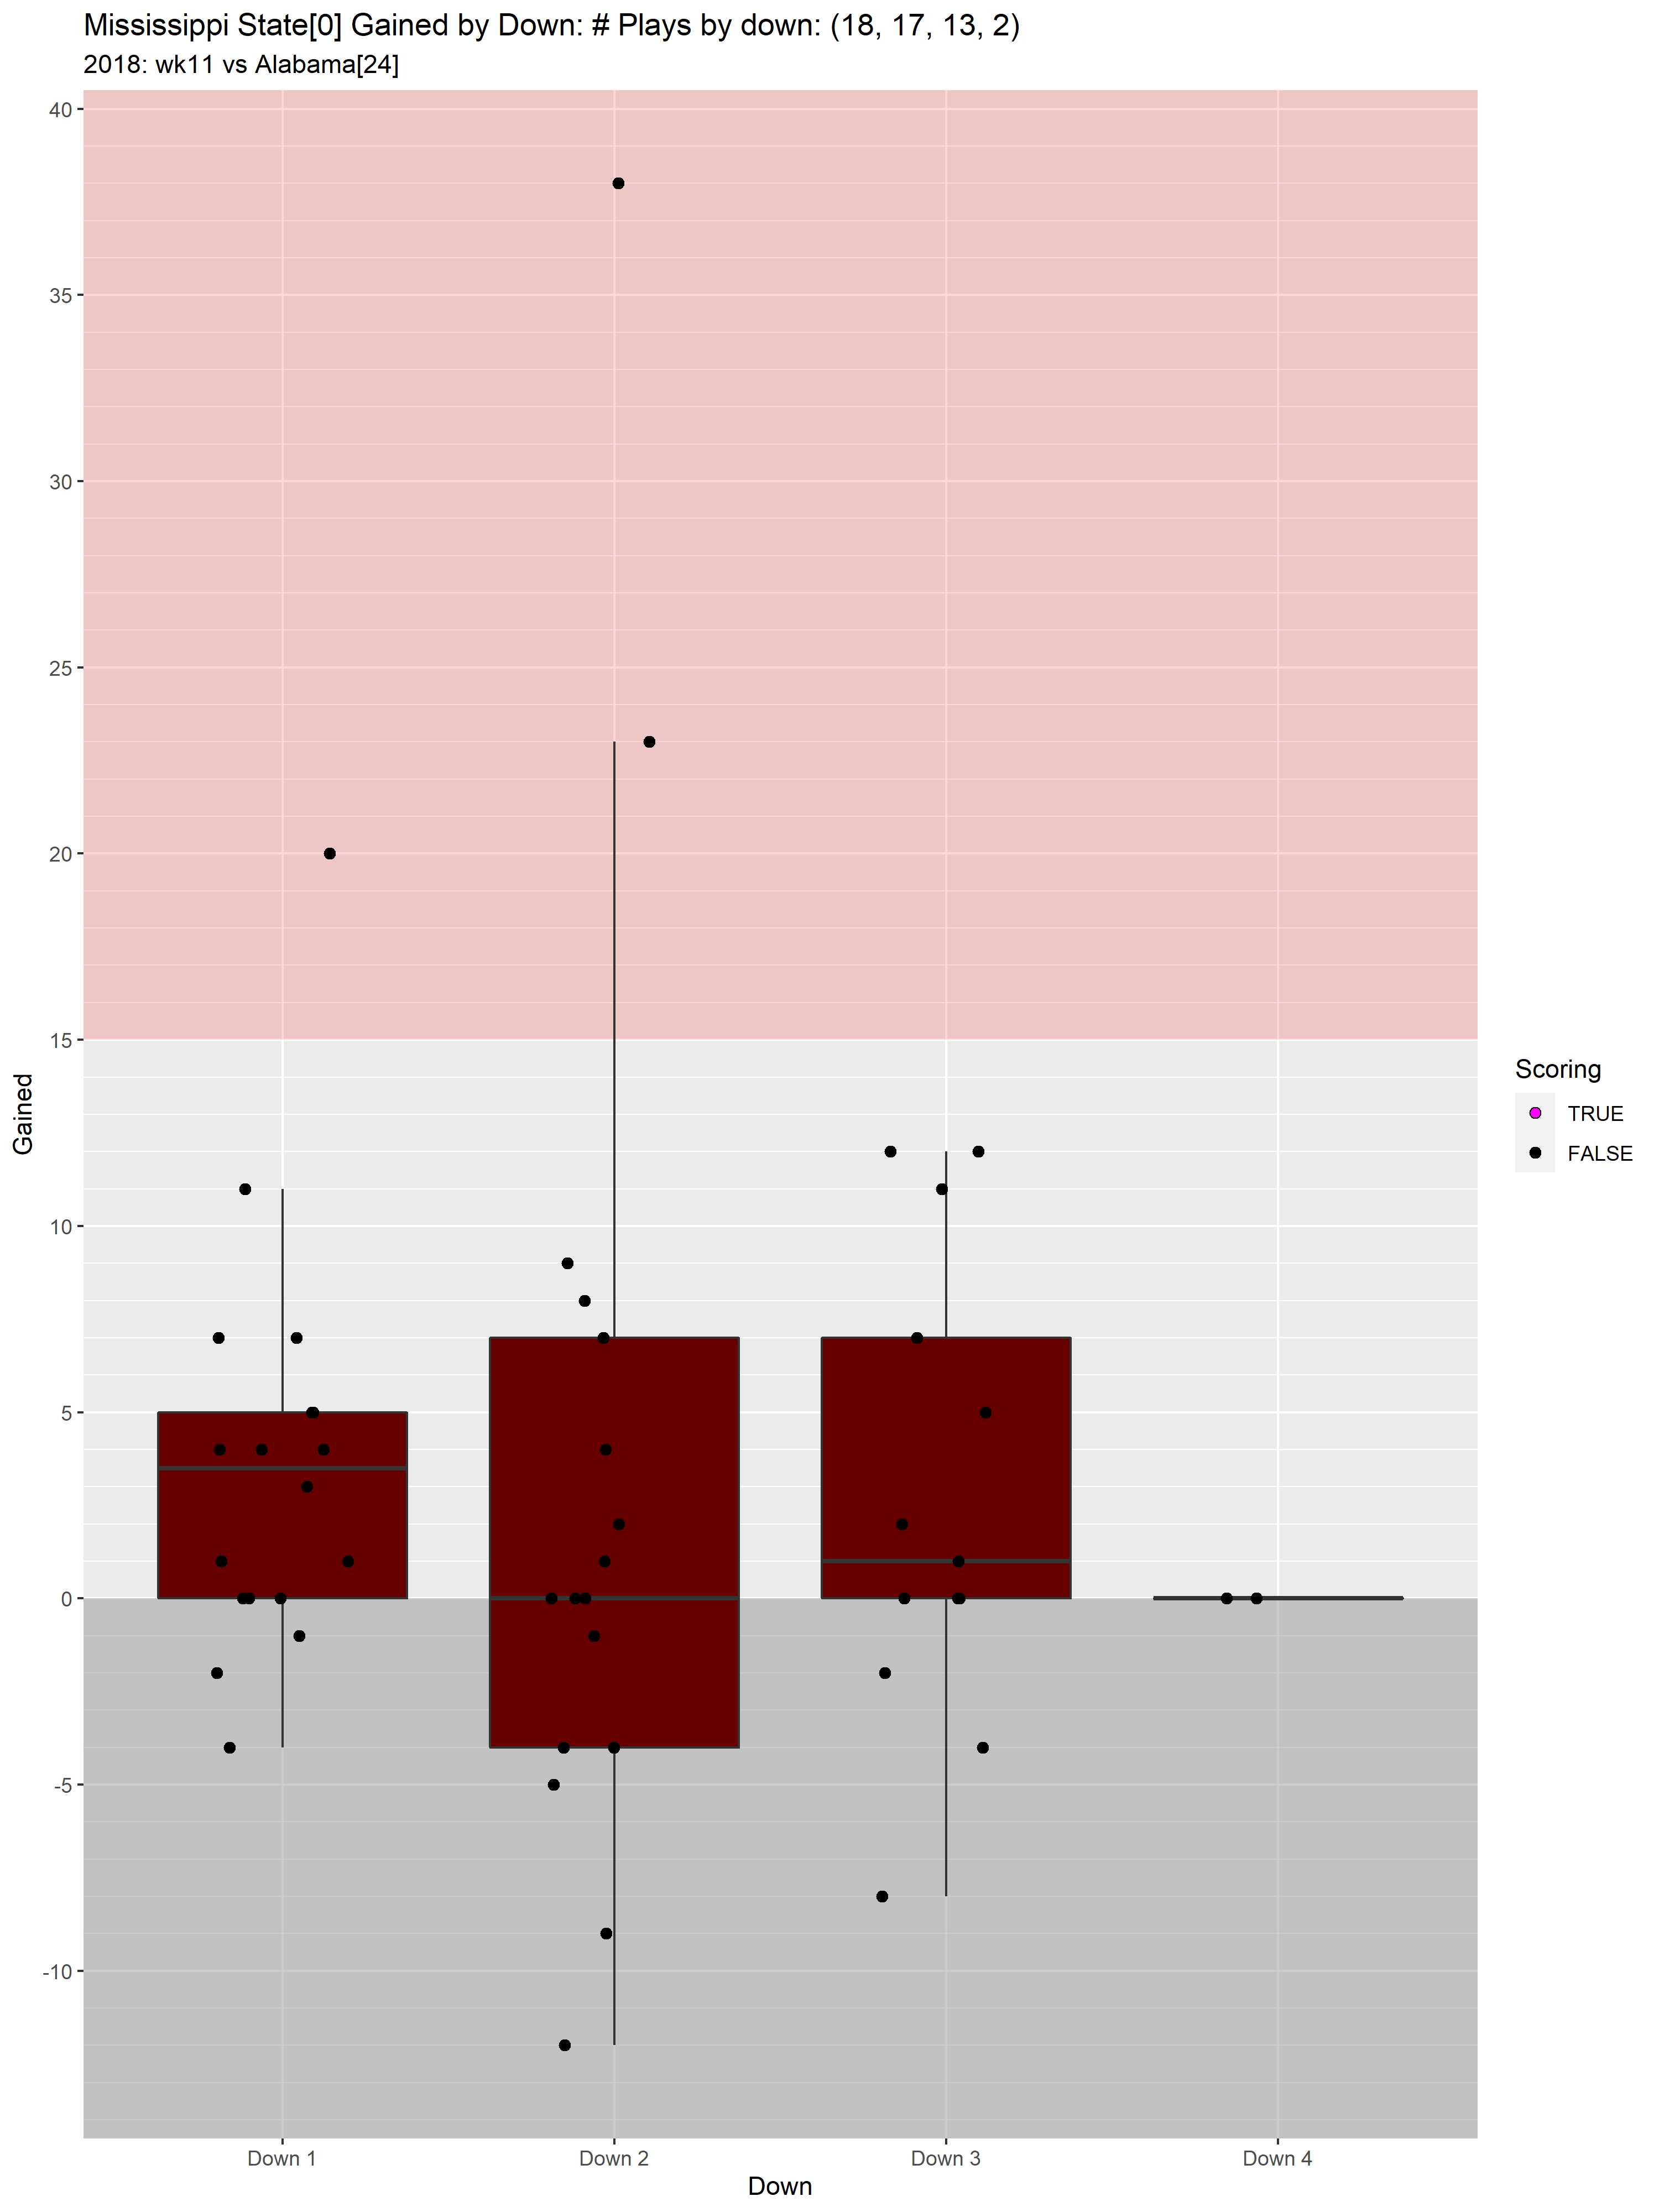 Mississippi State[0] Gained by Down: # Plays by down: (18, 17, 13, 2)
2018: wk11 vs Alabama[24]
40
35
30
25
20
15
10
5
0
-5
-10
Gained
Down 1
Down 2
Down 3
Down 4
Down
Scoring
TRUE
FALSE